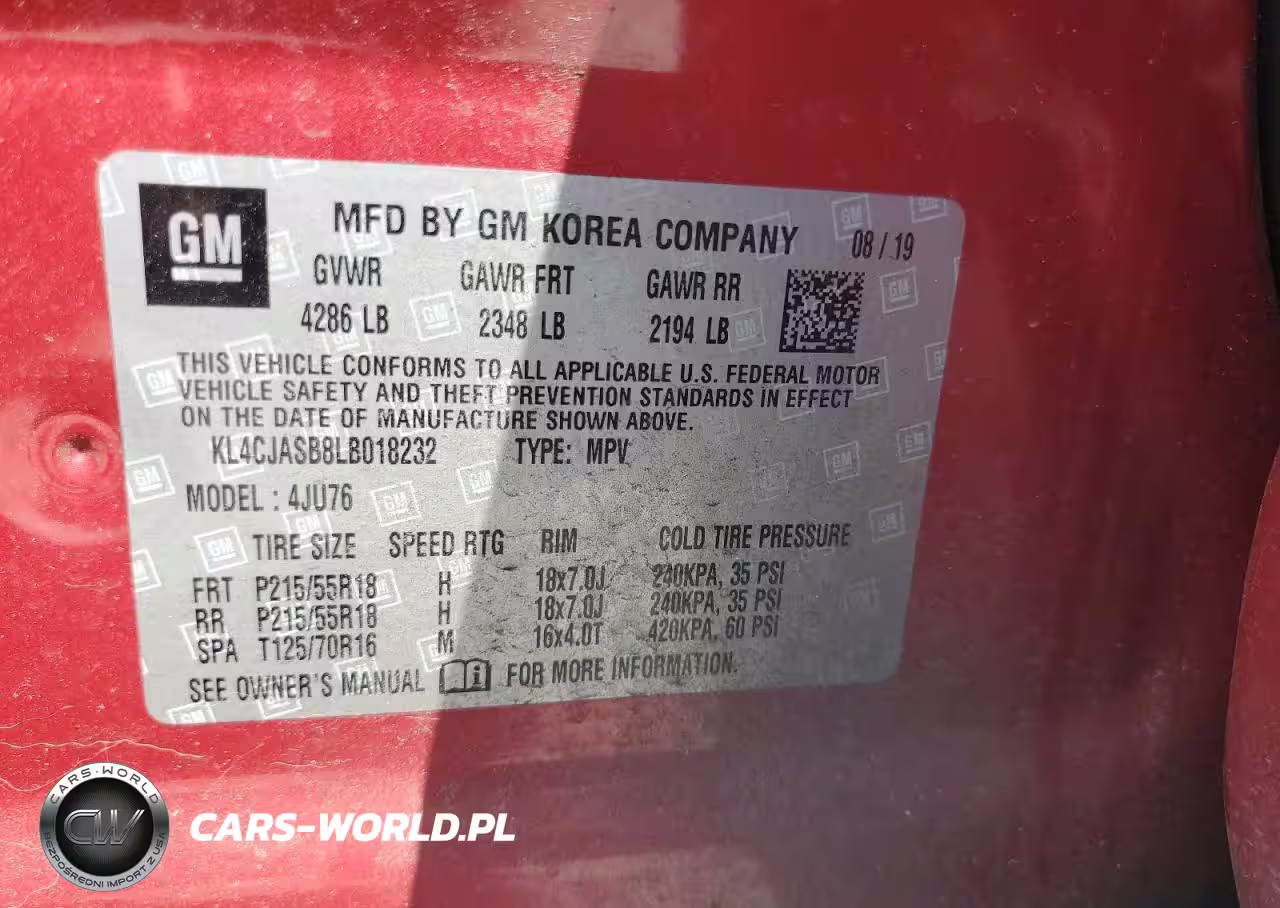 GM
MFD BY GM KOREA COMPANY 08 / 19
GVWR GAWR FRT GAWR RR
4286 LB 2348 LB 2194 LB
THIS VEHICLE CONFORMS TO ALL APPLICABLE U.S. FEDERAL MOTOR
VEHICLE SAFETY AND THEFT PREVENTION STANDARDS IN EFFECT
ON THE DATE OF MANUFACTURE SHOWN ABOVE.
KL4CJASB8LB018232 TYPE: MPV
MODEL : 4JU76
TIRE SIZE SPEED RTG RIM COLD TIRE PRESSURE
FRT P215/55R18 H 18x7.0J 240KPA, 35 PSI
RR P215/55R18 H 18x7.0J 240KPA, 35 PSI
SPA T125/70R16 M 16x4.0T 420KPA, 60 PSI
SEE OWNER'S MANUAL FOR MORE INFORMATION.
CARS-WORLD
CW
BEZPOŚREDNI IMPORT Z USA
CARS-WORLD.PL